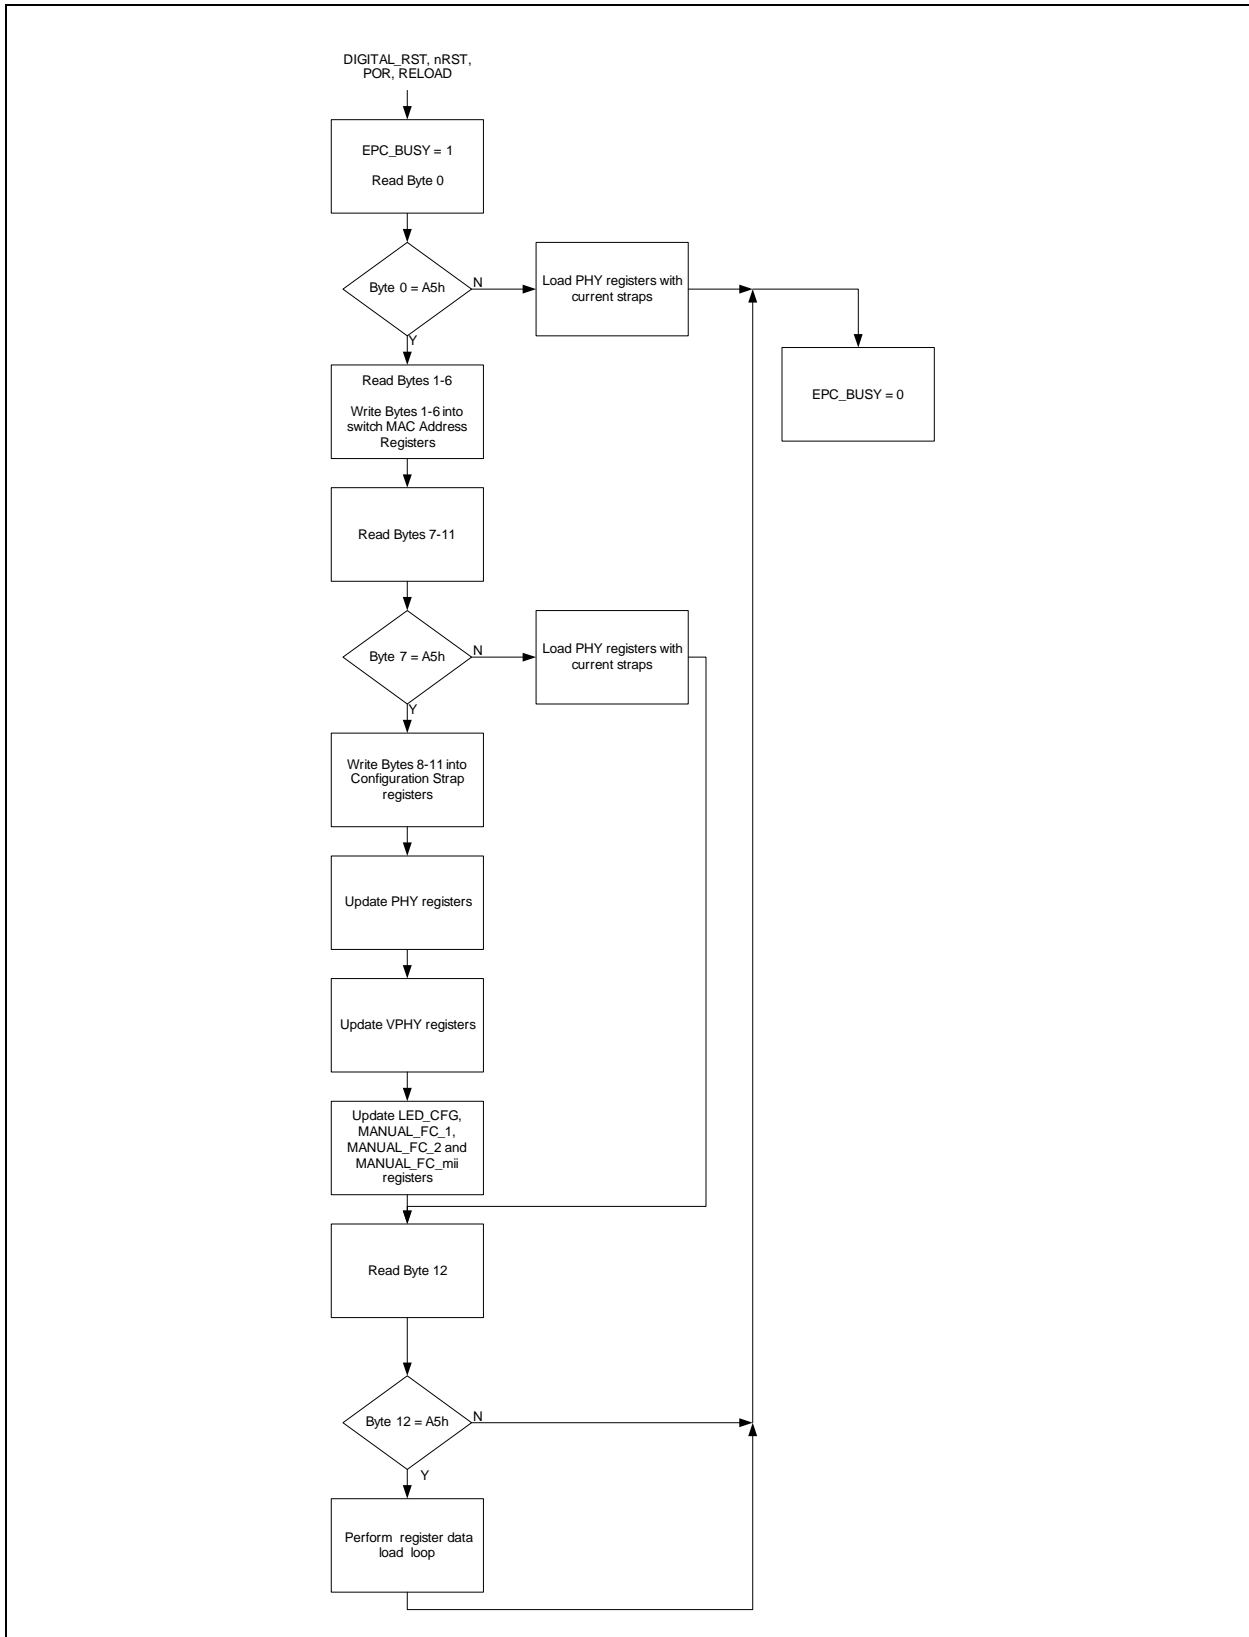 DIGITAL_RST, nRST,
POR, RELOAD
EPC_BUSY = 1
Read Byte 0
Byte 0 = A5h
N
Load PHY registers with
current straps
Y
EPC_BUSY = 0
Read Bytes 1-6
Write Bytes 1-6 into
switch MAC Address
Registers
Read Bytes 7-11
Byte 7 = A5h
N
Load PHY registers with
current straps
Y
Write Bytes 8-11 into
Configuration Strap
registers
Update PHY registers
Update VPHY registers
Update LED_CFG,
MANUAL_FC_1,
MANUAL_FC_2 and
MANUAL_FC_mii
registers
Read Byte 12
Byte 12 = A5h
N
Y
Perform register data
load loop